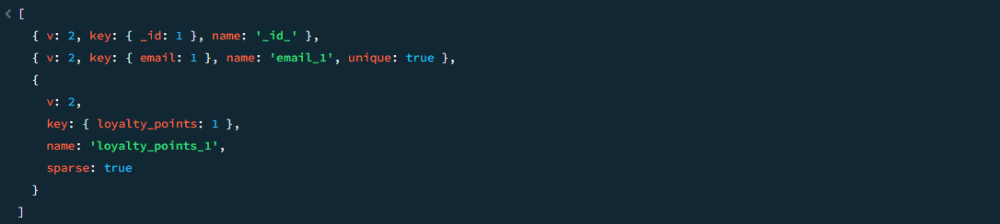 [
{ v: 2, key: { _id: 1 }, name: '_id_' },
{ v: 2, key: { email: 1 }, name: 'email_1', unique: true },
{
v: 2,
key: { loyalty_points: 1 },
name: 'loyalty_points_1',
sparse: true
}
]